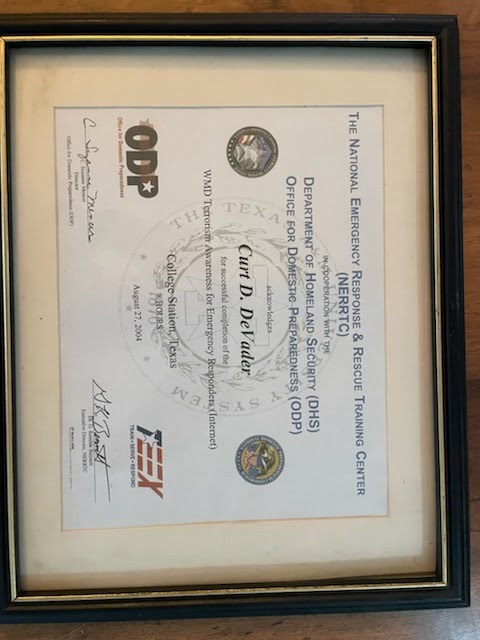 THE NATIONAL EMERGENCY RESPONSE & RESCUE TRAINING CENTER
(NERRTC)
IN COOPERATION WITH THE
DEPARTMENT OF HOMELAND SECURITY (DHS)
OFFICE FOR DOMESTIC PREPAREDNESS (ODP)
acknowledges
Curt D. DeVader
for successful completion of the
WMD Terrorism Awareness for Emergency Responders (Internet)
College Station, Texas
8 HOURS
August 27, 2004
THE TEXAS UNIVERSITY SYSTEM
1876
ODP
Office for Domestic Preparedness
TEEX
TRAIN • SERVE • RESPOND
C. Suzanne Mencer
C. Suzanne Mencer
Director
Office for Domestic Preparedness (ODP)
GK Bennett
Dr. G. Kemble Bennett
Executive Director, NERRTC